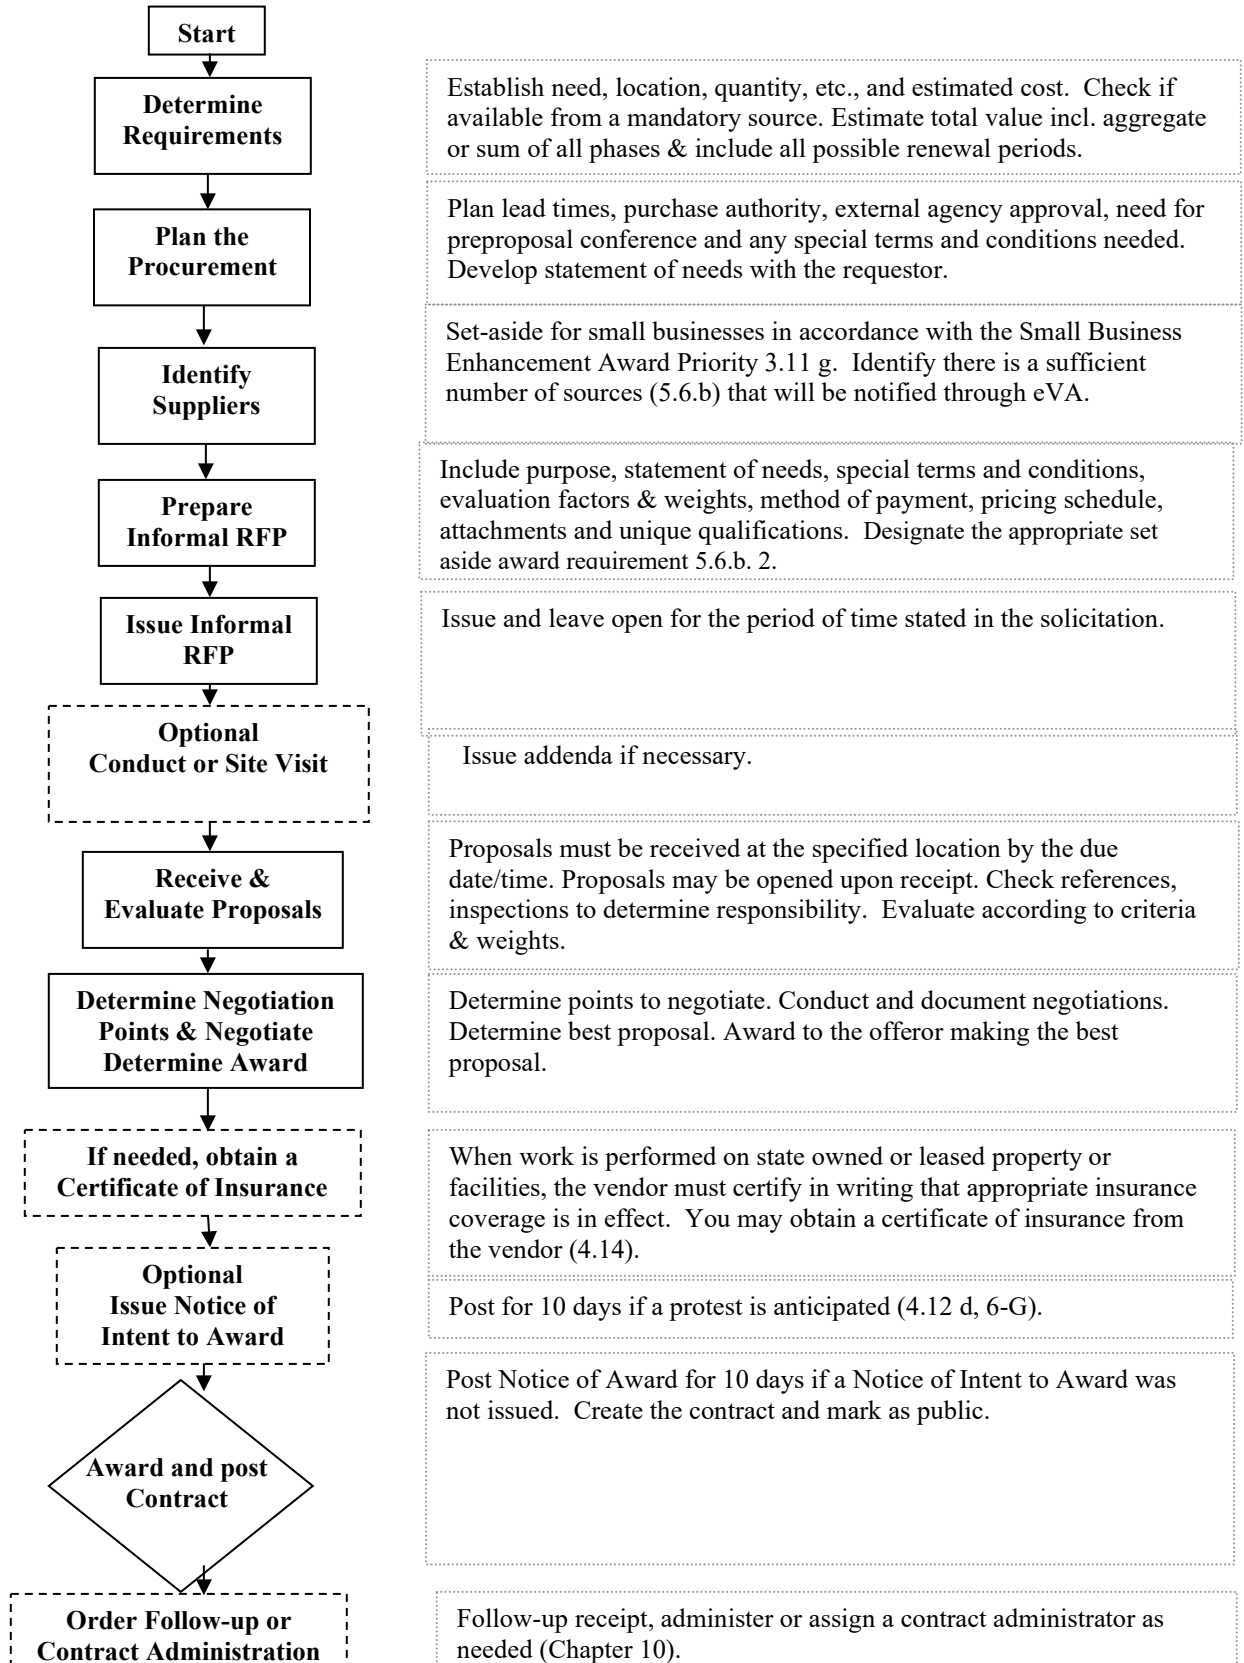 Start
Determine
Requirements
Establish need, location, quantity, etc., and estimated cost.  Check if
available from a mandatory source. Estimate total value incl. aggregate
or sum of all phases & include all possible renewal periods.
Plan the
Procurement
Plan lead times, purchase authority, external agency approval, need for
preproposal conference and any special terms and conditions needed.
Develop statement of needs with the requestor.
Identify
Suppliers
Set-aside for small businesses in accordance with the Small Business
Enhancement Award Priority 3.11 g.  Identify there is a sufficient
number of sources (5.6.b) that will be notified through eVA.
Prepare
Informal RFP
Include purpose, statement of needs, special terms and conditions,
evaluation factors & weights, method of payment, pricing schedule,
attachments and unique qualifications.  Designate the appropriate set
aside award requirement 5.6.b. 2.
Issue Informal
RFP
Issue and leave open for the period of time stated in the solicitation.
Optional
Conduct or Site Visit
Issue addenda if necessary.
Receive &
Evaluate Proposals
Proposals must be received at the specified location by the due
date/time. Proposals may be opened upon receipt. Check references,
inspections to determine responsibility.  Evaluate according to criteria
& weights.
Determine Negotiation
Points & Negotiate
Determine Award
Determine points to negotiate. Conduct and document negotiations.
Determine best proposal. Award to the offeror making the best
proposal.
If needed, obtain a
Certificate of Insurance
When work is performed on state owned or leased property or
facilities, the vendor must certify in writing that appropriate insurance
coverage is in effect.  You may obtain a certificate of insurance from
the vendor (4.14).
Optional
Issue Notice of
Intent to Award
Post for 10 days if a protest is anticipated (4.12 d, 6-G).
Award and post
Contract
Post Notice of Award for 10 days if a Notice of Intent to Award was
not issued.  Create the contract and mark as public.
Order Follow-up or
Contract Administration
Follow-up receipt, administer or assign a contract administrator as
needed (Chapter 10).